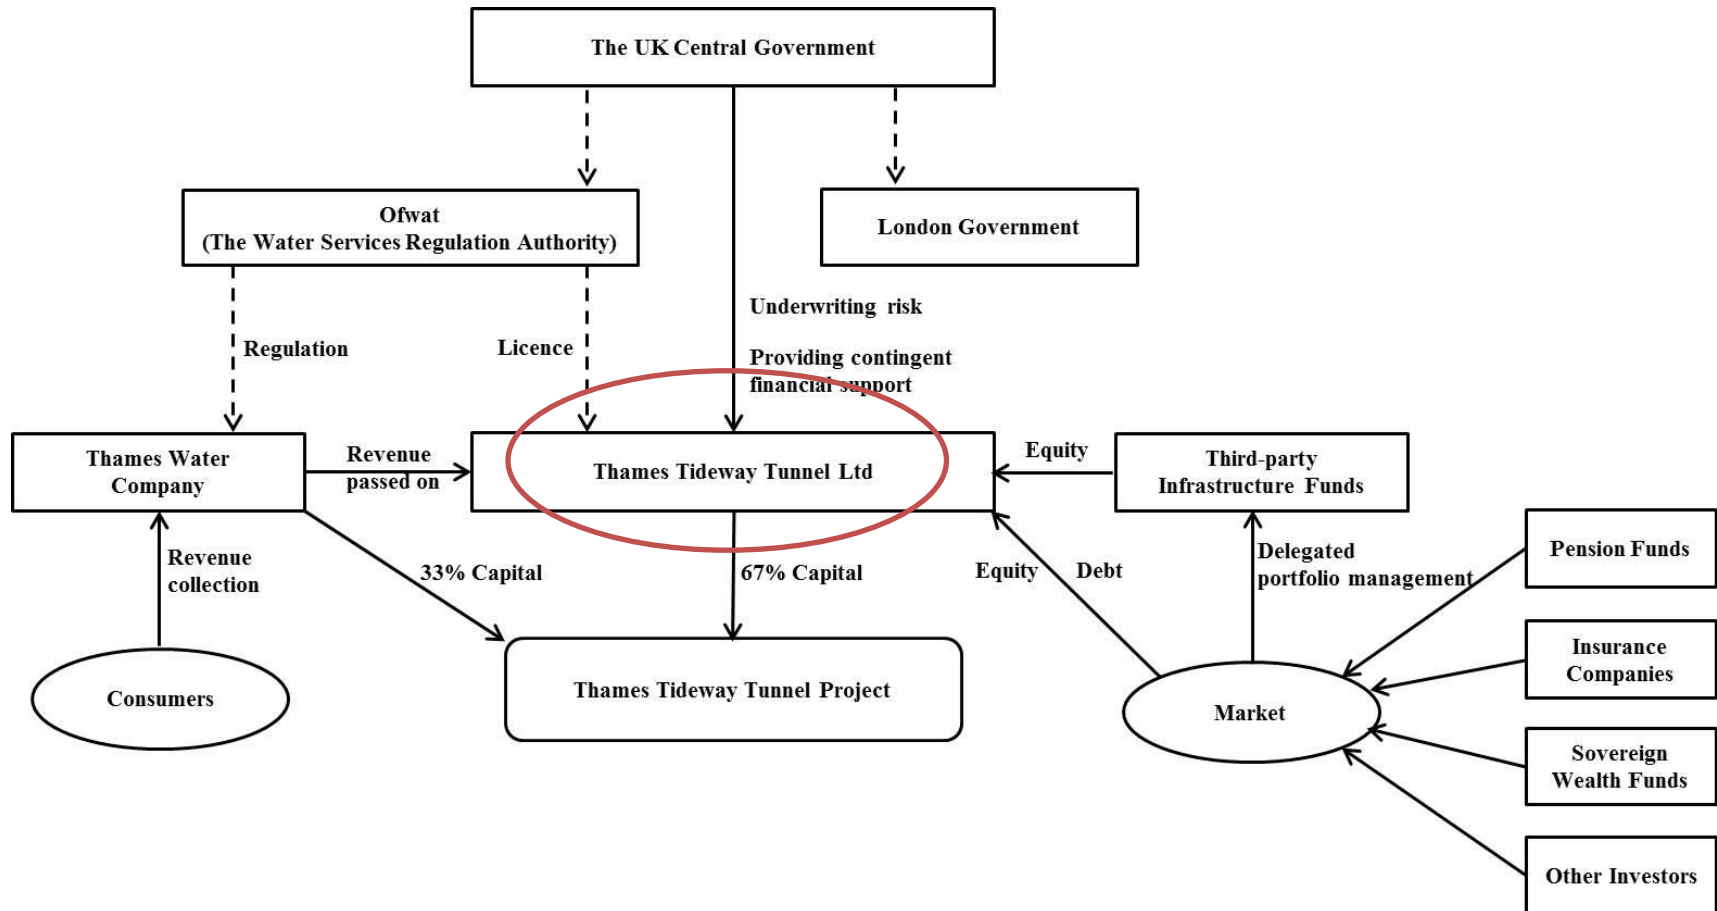 The UK Central Government
Ofwat
(The Water Services Regulation Authority)
London Government
Underwriting risk
Regulation
Licence
Providing contingent
financial support
Thames Water
Company
Revenue
passed on
Thames Tideway Tunnel Ltd
Equity
Third-party
Infrastructure Funds
Revenue
collection
33% Capital
67% Capital
Equity
Debt
Delegated
portfolio management
Pension Funds
Consumers
Thames Tideway Tunnel Project
Market
Insurance
Companies
Sovereign
Wealth Funds
Other Investors